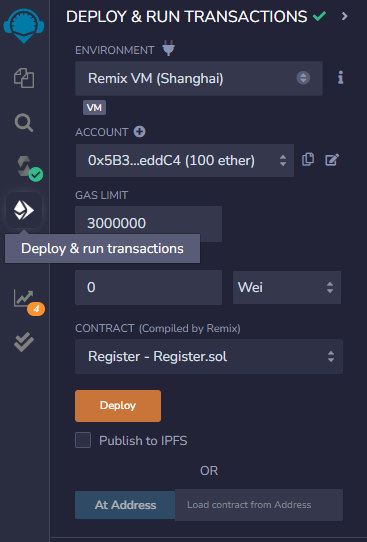 DEPLOY & RUN TRANSACTIONS
ENVIRONMENT
Remix VM (Shanghai)
VM
ACCOUNT
0x5B3...eddC4 (100 ether)
GAS LIMIT
3000000
Deploy & run transactions
0 Wei
4
CONTRACT (Compiled by Remix)
Register - Register.sol
Deploy
Publish to IPFS
OR
At Address Load contract from Address